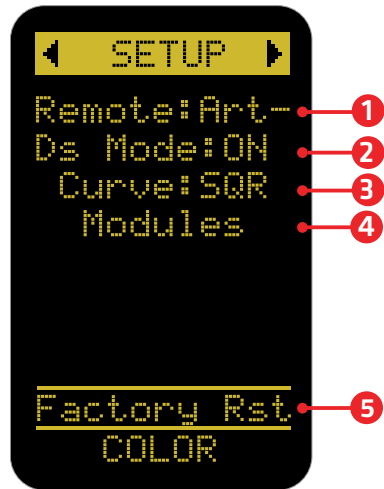 SETUP
Remote:Art- 1
Ds Mode:ON 2
Curve:SQR 3
Modules 4
Factory Rst 5
COLOR